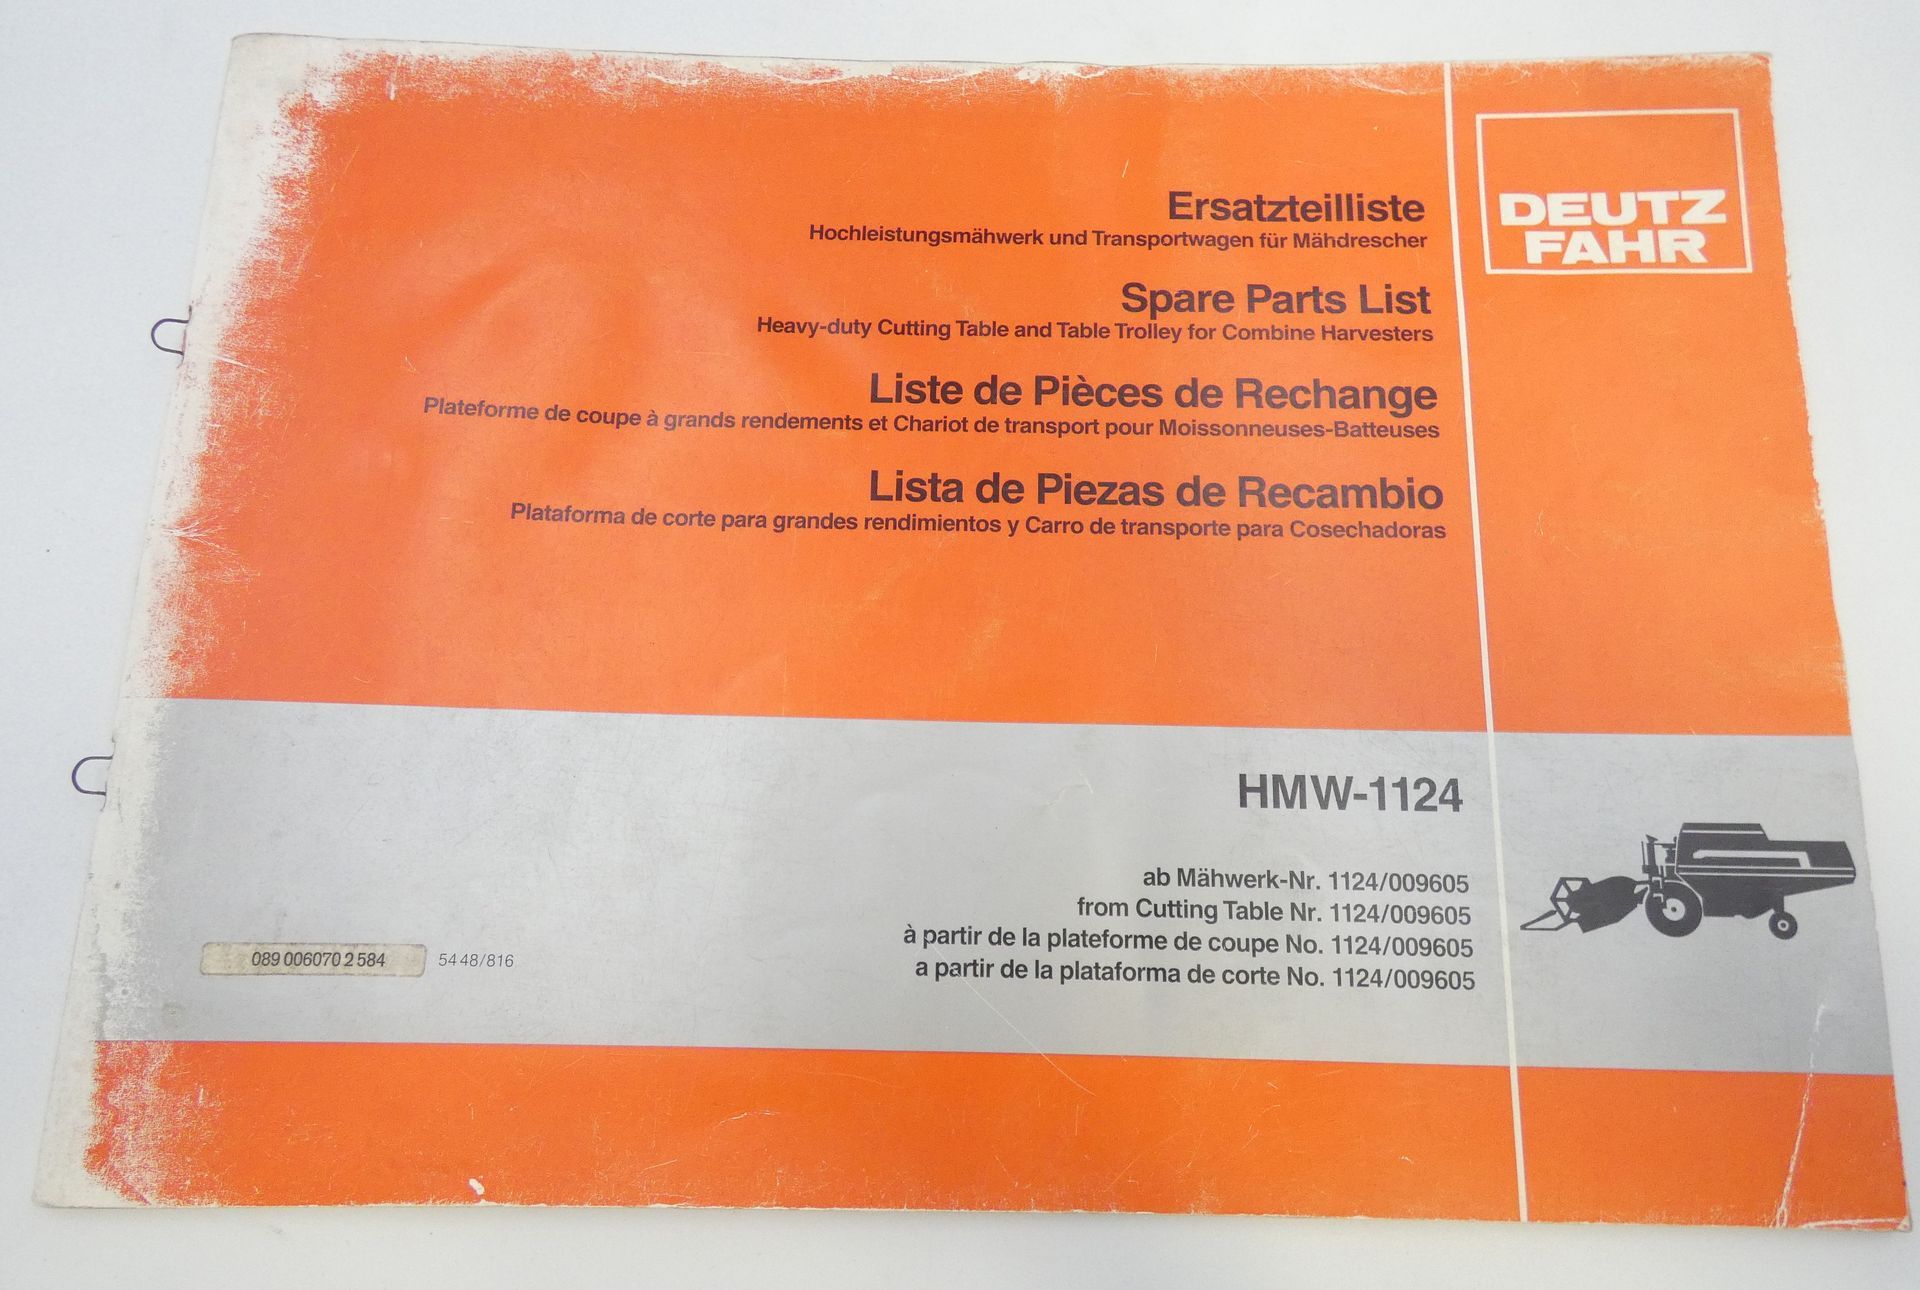 DEUTZ
FAHR
Ersatzteilliste
Hochleistungsmähwerk und Transportwagen für Mähdrescher
Spare Parts List
Heavy-duty Cutting Table and Table Trolley for Combine Harvesters
Liste de Pièces de Rechange
Plateforme de coupe à grands rendements et Chariot de transport pour Moissonneuses-Batteuses
Lista de Piezas de Recambio
Plataforma de corte para grandes rendimientos y Carro de transporte para Cosechadoras
HMW-1124
ab Mähwerk-Nr. 1124/009605
from Cutting Table Nr. 1124/009605
à partir de la plateforme de coupe No. 1124/009605
a partir de la plataforma de corte No. 1124/009605
089 006070 2 584 54 48/816